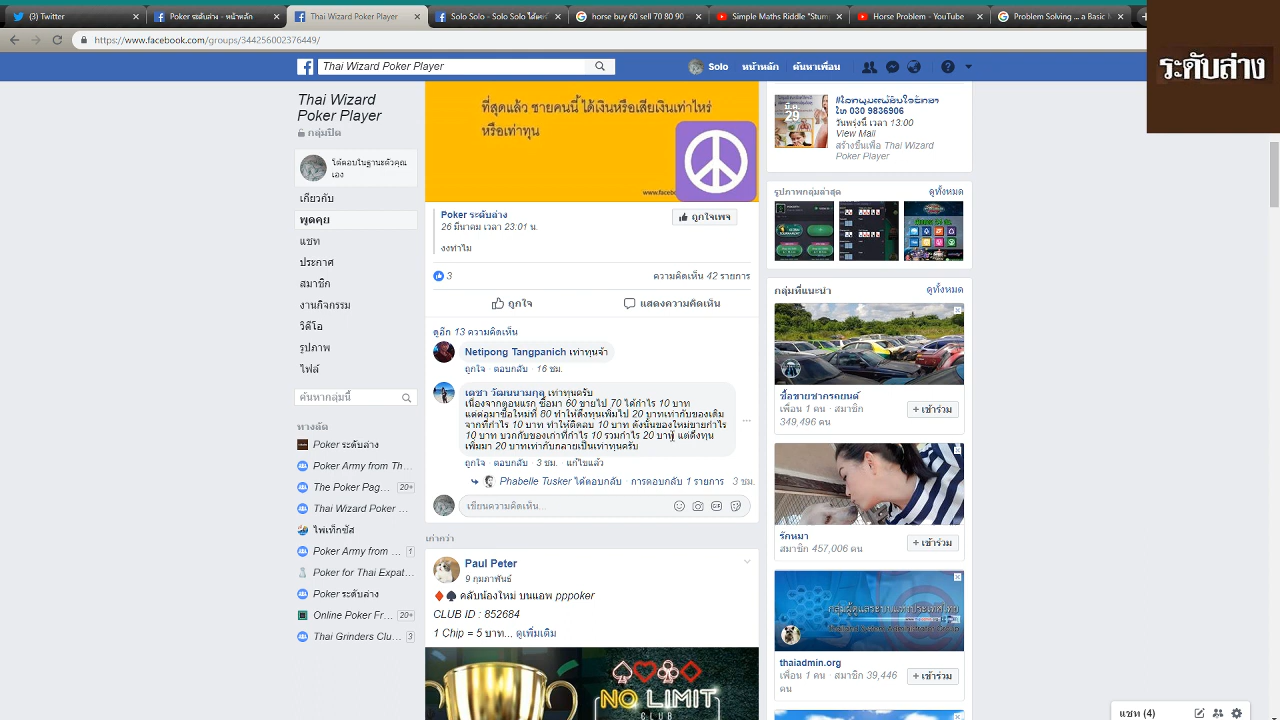 (3) Twitter
Poker ระดับล่าง - หน้าหลัก
Thai Wizard Poker Player
Solo Solo - Solo Solo ได้แช
horse buy 60 sell 70 80 90
Simple Maths Riddle "Stum
Horse Problem - YouTube
Problem Solving ... a Basic M
https://www.facebook.com/groups/344256002376449/
ระดับล่าง
Thai Wizard Poker Player
Solo
หน้าหลัก
ค้นหาเพื่อน
Thai Wizard
Poker Player
กลุ่มปิด
โต้ตอบในฐานะตัวคุณ
เอง
เกี่ยวกับ
พูดคุย
แชท
ประกาศ
สมาชิก
งานกิจกรรม
วิดีโอ
รูปภาพ
ไฟล์
ค้นหากลุ่มนี้
ทางลัด
Poker ระดับล่าง
Poker Army from Th...
The Poker Pag... 20+
Thai Wizard Poker ...
ไพ่เท็กซัส
Poker Army from ... 1
Poker for Thai Expat...
Poker ระดับล่าง
Online Poker Fr... 20+
Thai Grinders Clu... 3
ที่สุดแล้ว ชายคนนี้ ได้เงินหรือเสียเงินเท่าไหร่
หรือเท่าทุน
Poker ระดับล่าง
26 มีนาคม เวลา 23.01 น.
ถูกใจเพจ
งงทำไม
3
ความคิดเห็น 42 รายการ
ถูกใจ
แสดงความคิดเห็น
ดูอีก 13 ความคิดเห็น
Netipong Tangpanich เท่าทุนจ้า
ถูกใจ · ตอบกลับ · 16 ชม.
เดชา วัฒนนามกุล เท่าทุนครับ
เนื่องจากตอนแรก ซื้อมา 60 ขายไป 70 ได้กำไร 10 บาท
แต่ต่อมาซื้อใหม่ที่ 80 ทำให้ดึงทุนเพิ่มไป 20 บาทเท่ากับของเดิม
จากที่กำไร 10 บาท ทำให้ติดลบ 10 บาท ดังนั้นของใหม่ขายกำไร
10 บาท บวกกับของเก่าที่กำไร 10 รวมกำไร 20 บาท แต่ดึงทุน
เพิ่มมา 20 บาทเท่ากับกลายเป็นเท่าทุนครับ
ถูกใจ · ตอบกลับ · 3 ชม. · แก้ไขแล้ว
Phabelle Tusker ได้ตอบกลับ · การตอบกลับ 1 รายการ 3 ชม.
เขียนความคิดเห็น...
เก่ากว่า
Paul Peter
9 กุมภาพันธ์
♦️♠️ คลับน้องใหม่ บนแอพ pppoker
CLUB ID : 852684
1 Chip = 5 บาท... ดูเพิ่มเติม
NO LIMIT
CLUB
มี.ค.
29
โทร 030 9836906
วันพรุ่งนี้ เวลา 13.00
View Mall
สร้างขึ้นเพื่อ Thai Wizard
Poker Player
รูปภาพกลุ่มล่าสุด
ดูทั้งหมด
กลุ่มที่แนะนำ
ดูทั้งหมด
ซื้อขายซากรถยนต์
เพื่อน 1 คน · สมาชิก
349,496 คน
+ เข้าร่วม
รักหมา
สมาชิก 457,006 คน
+ เข้าร่วม
กลุ่มผู้ดูแลระบบแห่งประเทศไทย
thaiadmin.org
เพื่อน 1 คน · สมาชิก 39,446
คน
+ เข้าร่วม
แชท (4)